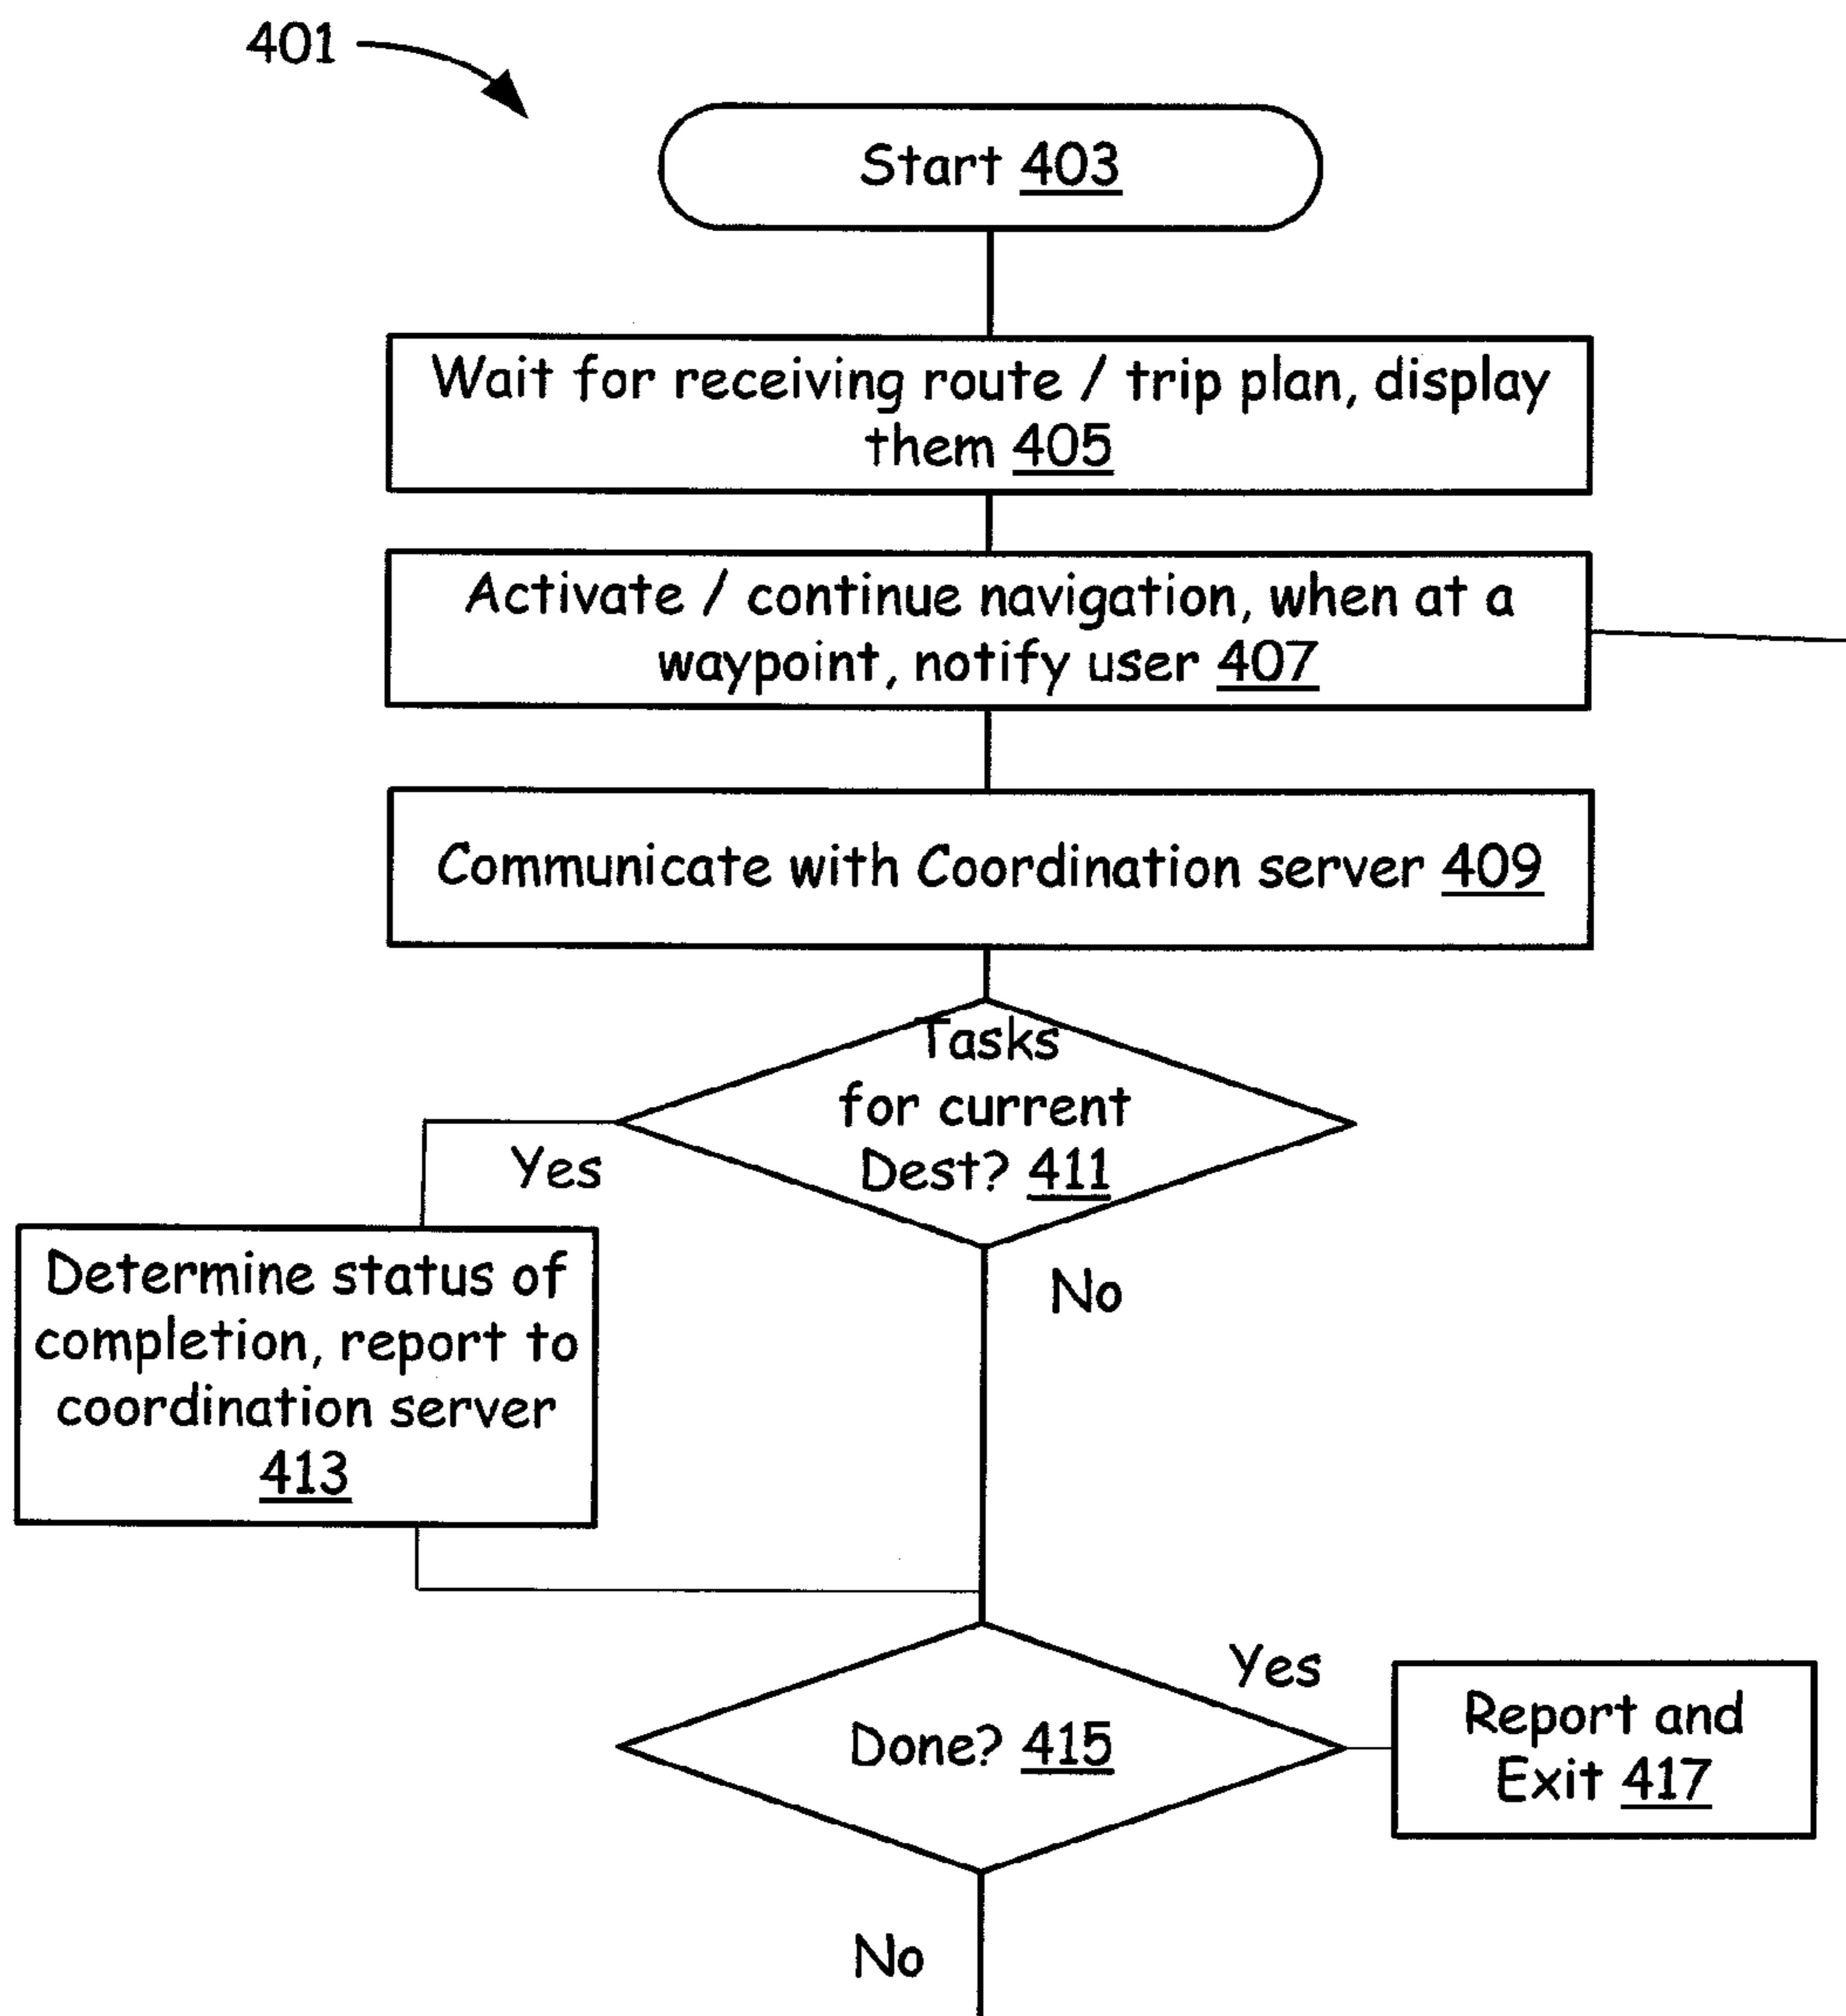 401
Start 403
Wait for receiving route / trip plan, display
them 405
Activate / continue navigation, when at a
waypoint, notify user 407
Communicate with Coordination server 409
Tasks
for current
Dest? 411
Yes
No
Determine status of
completion, report to
coordination server
413
Done? 415
Yes
Report and
Exit 417
No